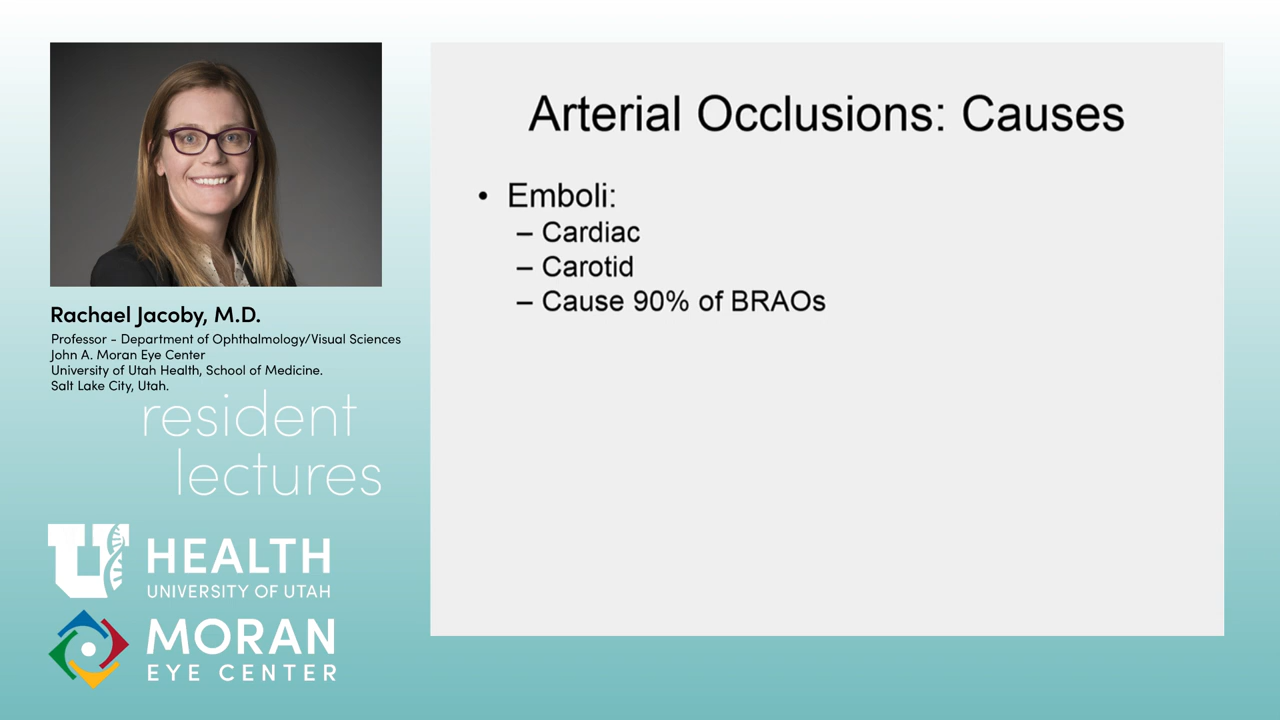 Rachael Jacoby, M.D.
Professor - Department of Ophthalmology/Visual Sciences
John A. Moran Eye Center
University of Utah Health, School of Medicine.
Salt Lake City, Utah.
resident
lectures
U HEALTH
UNIVERSITY OF UTAH
MORAN
EYE CENTER
Arterial Occlusions: Causes
• Emboli:
– Cardiac
– Carotid
– Cause 90% of BRAOs